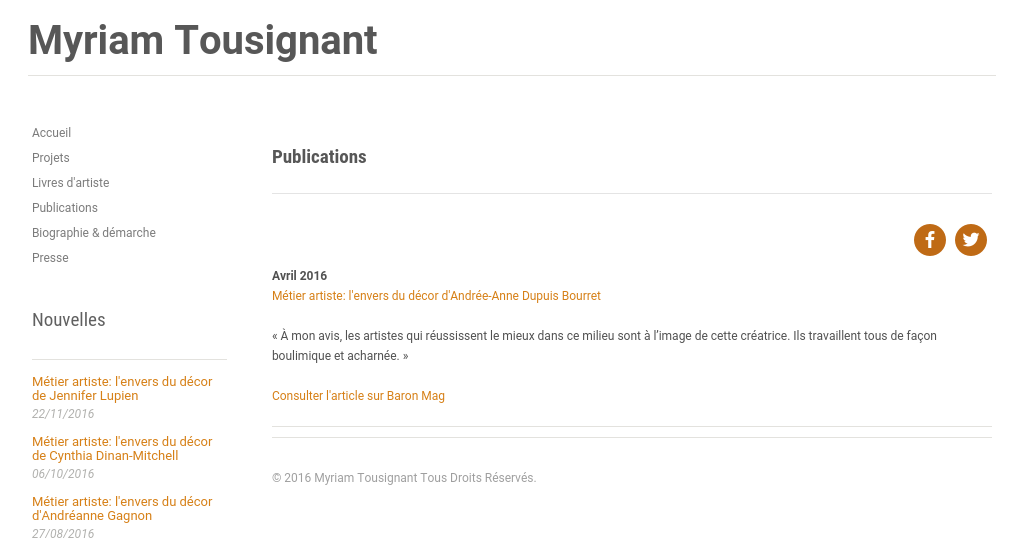 Myriam Tousignant
Accueil
Projets
Livres d'artiste
Publications
Biographie & démarche
Presse
Nouvelles
Métier artiste: l'envers du décor
de Jennifer Lupien
22/11/2016
Métier artiste: l'envers du décor
de Cynthia Dinan-Mitchell
06/10/2016
Métier artiste: l'envers du décor
d'Andréanne Gagnon
27/08/2016
Publications
Avril 2016
Métier artiste: l'envers du décor d'Andrée-Anne Dupuis Bourret
« À mon avis, les artistes qui réussissent le mieux dans ce milieu sont à l’image de cette créatrice. Ils travaillent tous de façon
boulimique et acharnée. »
Consulter l'article sur Baron Mag
© 2016 Myriam Tousignant Tous Droits Réservés.